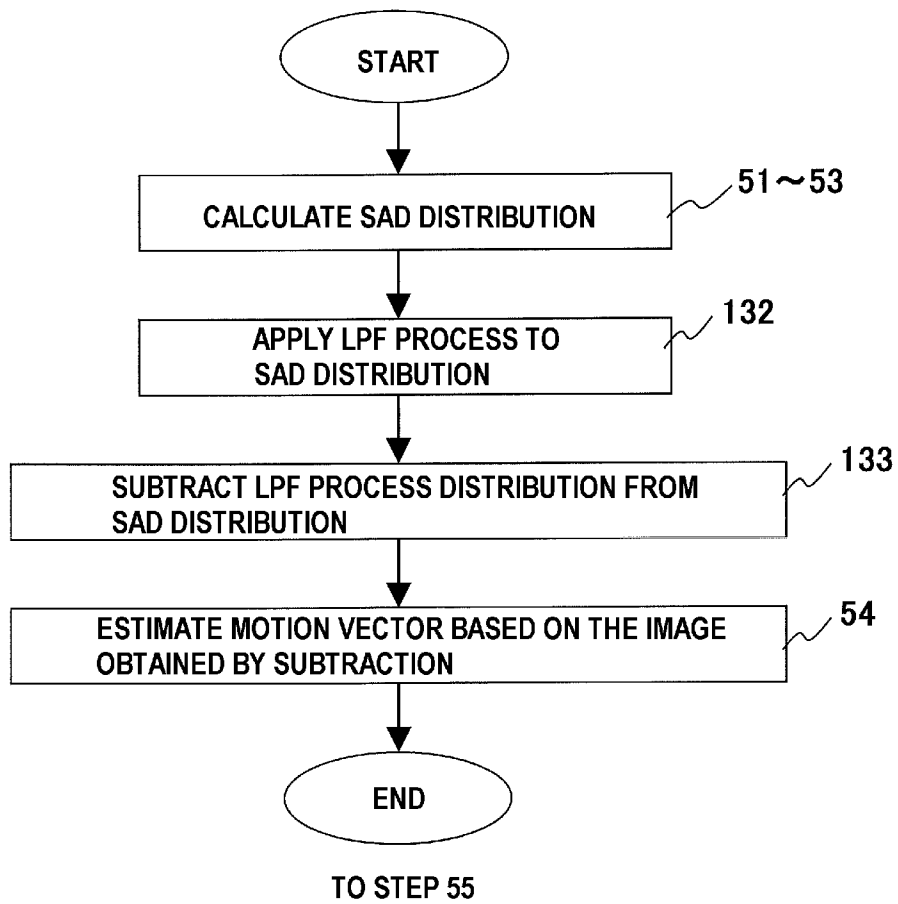 START
51～53
CALCULATE SAD DISTRIBUTION
132
APPLY LPF PROCESS TO
SAD DISTRIBUTION
133
SUBTRACT LPF PROCESS DISTRIBUTION FROM
SAD DISTRIBUTION
54
ESTIMATE MOTION VECTOR BASED ON THE IMAGE
OBTAINED BY SUBTRACTION
END
TO STEP 55